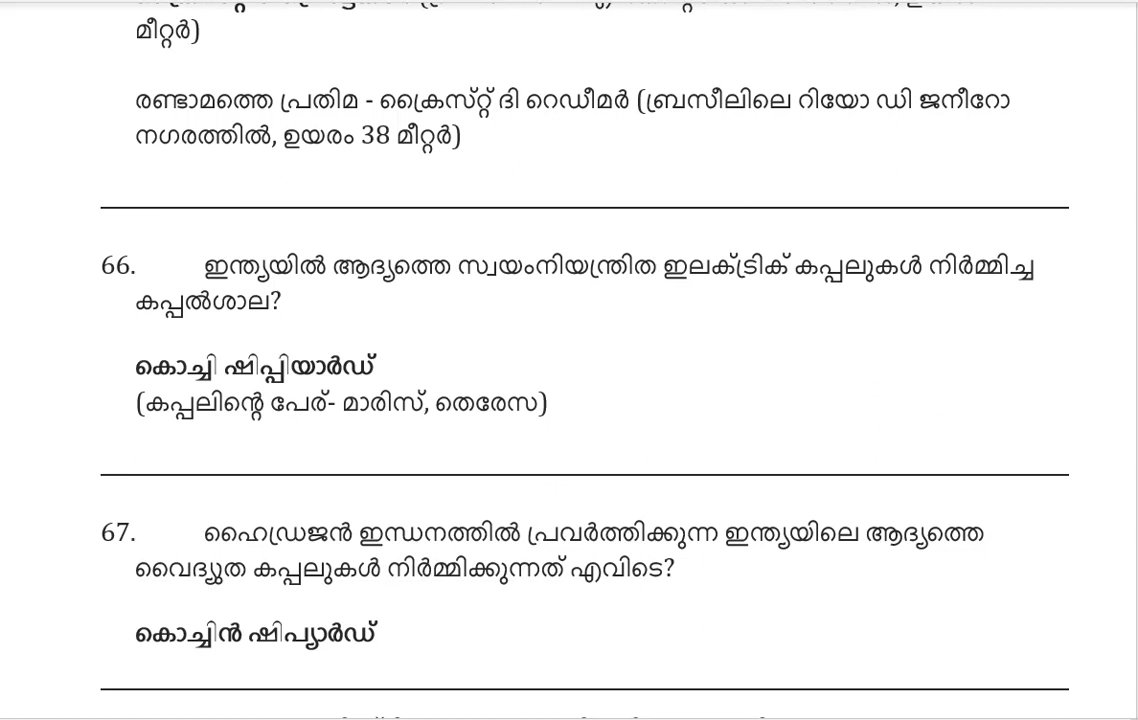 മീറ്റർ)
രണ്ടാമത്തെ പ്രതിമ - ക്രൈസ്റ്റ് ദി റെഡീമർ (ബ്രസീലിലെ റിയോ ഡി ജനീറോ
നഗരത്തിൽ, ഉയരം 38 മീറ്റർ)
66. ഇന്ത്യയിൽ ആദ്യത്തെ സ്വയംനിയന്ത്രിത ഇലക്ട്രിക് കപ്പലുകൾ നിർമ്മിച്ച
കപ്പൽശാല?
കൊച്ചി ഷിപ്പിയാർഡ്
(കപ്പലിന്റെ പേര്- മാരിസ്, തെരേസ)
67. ഹൈഡ്രജൻ ഇന്ധനത്തിൽ പ്രവർത്തിക്കുന്ന ഇന്ത്യയിലെ ആദ്യത്തെ
വൈദ്യുത കപ്പലുകൾ നിർമ്മിക്കുന്നത് എവിടെ?
കൊച്ചിൻ ഷിപ്യാർഡ്